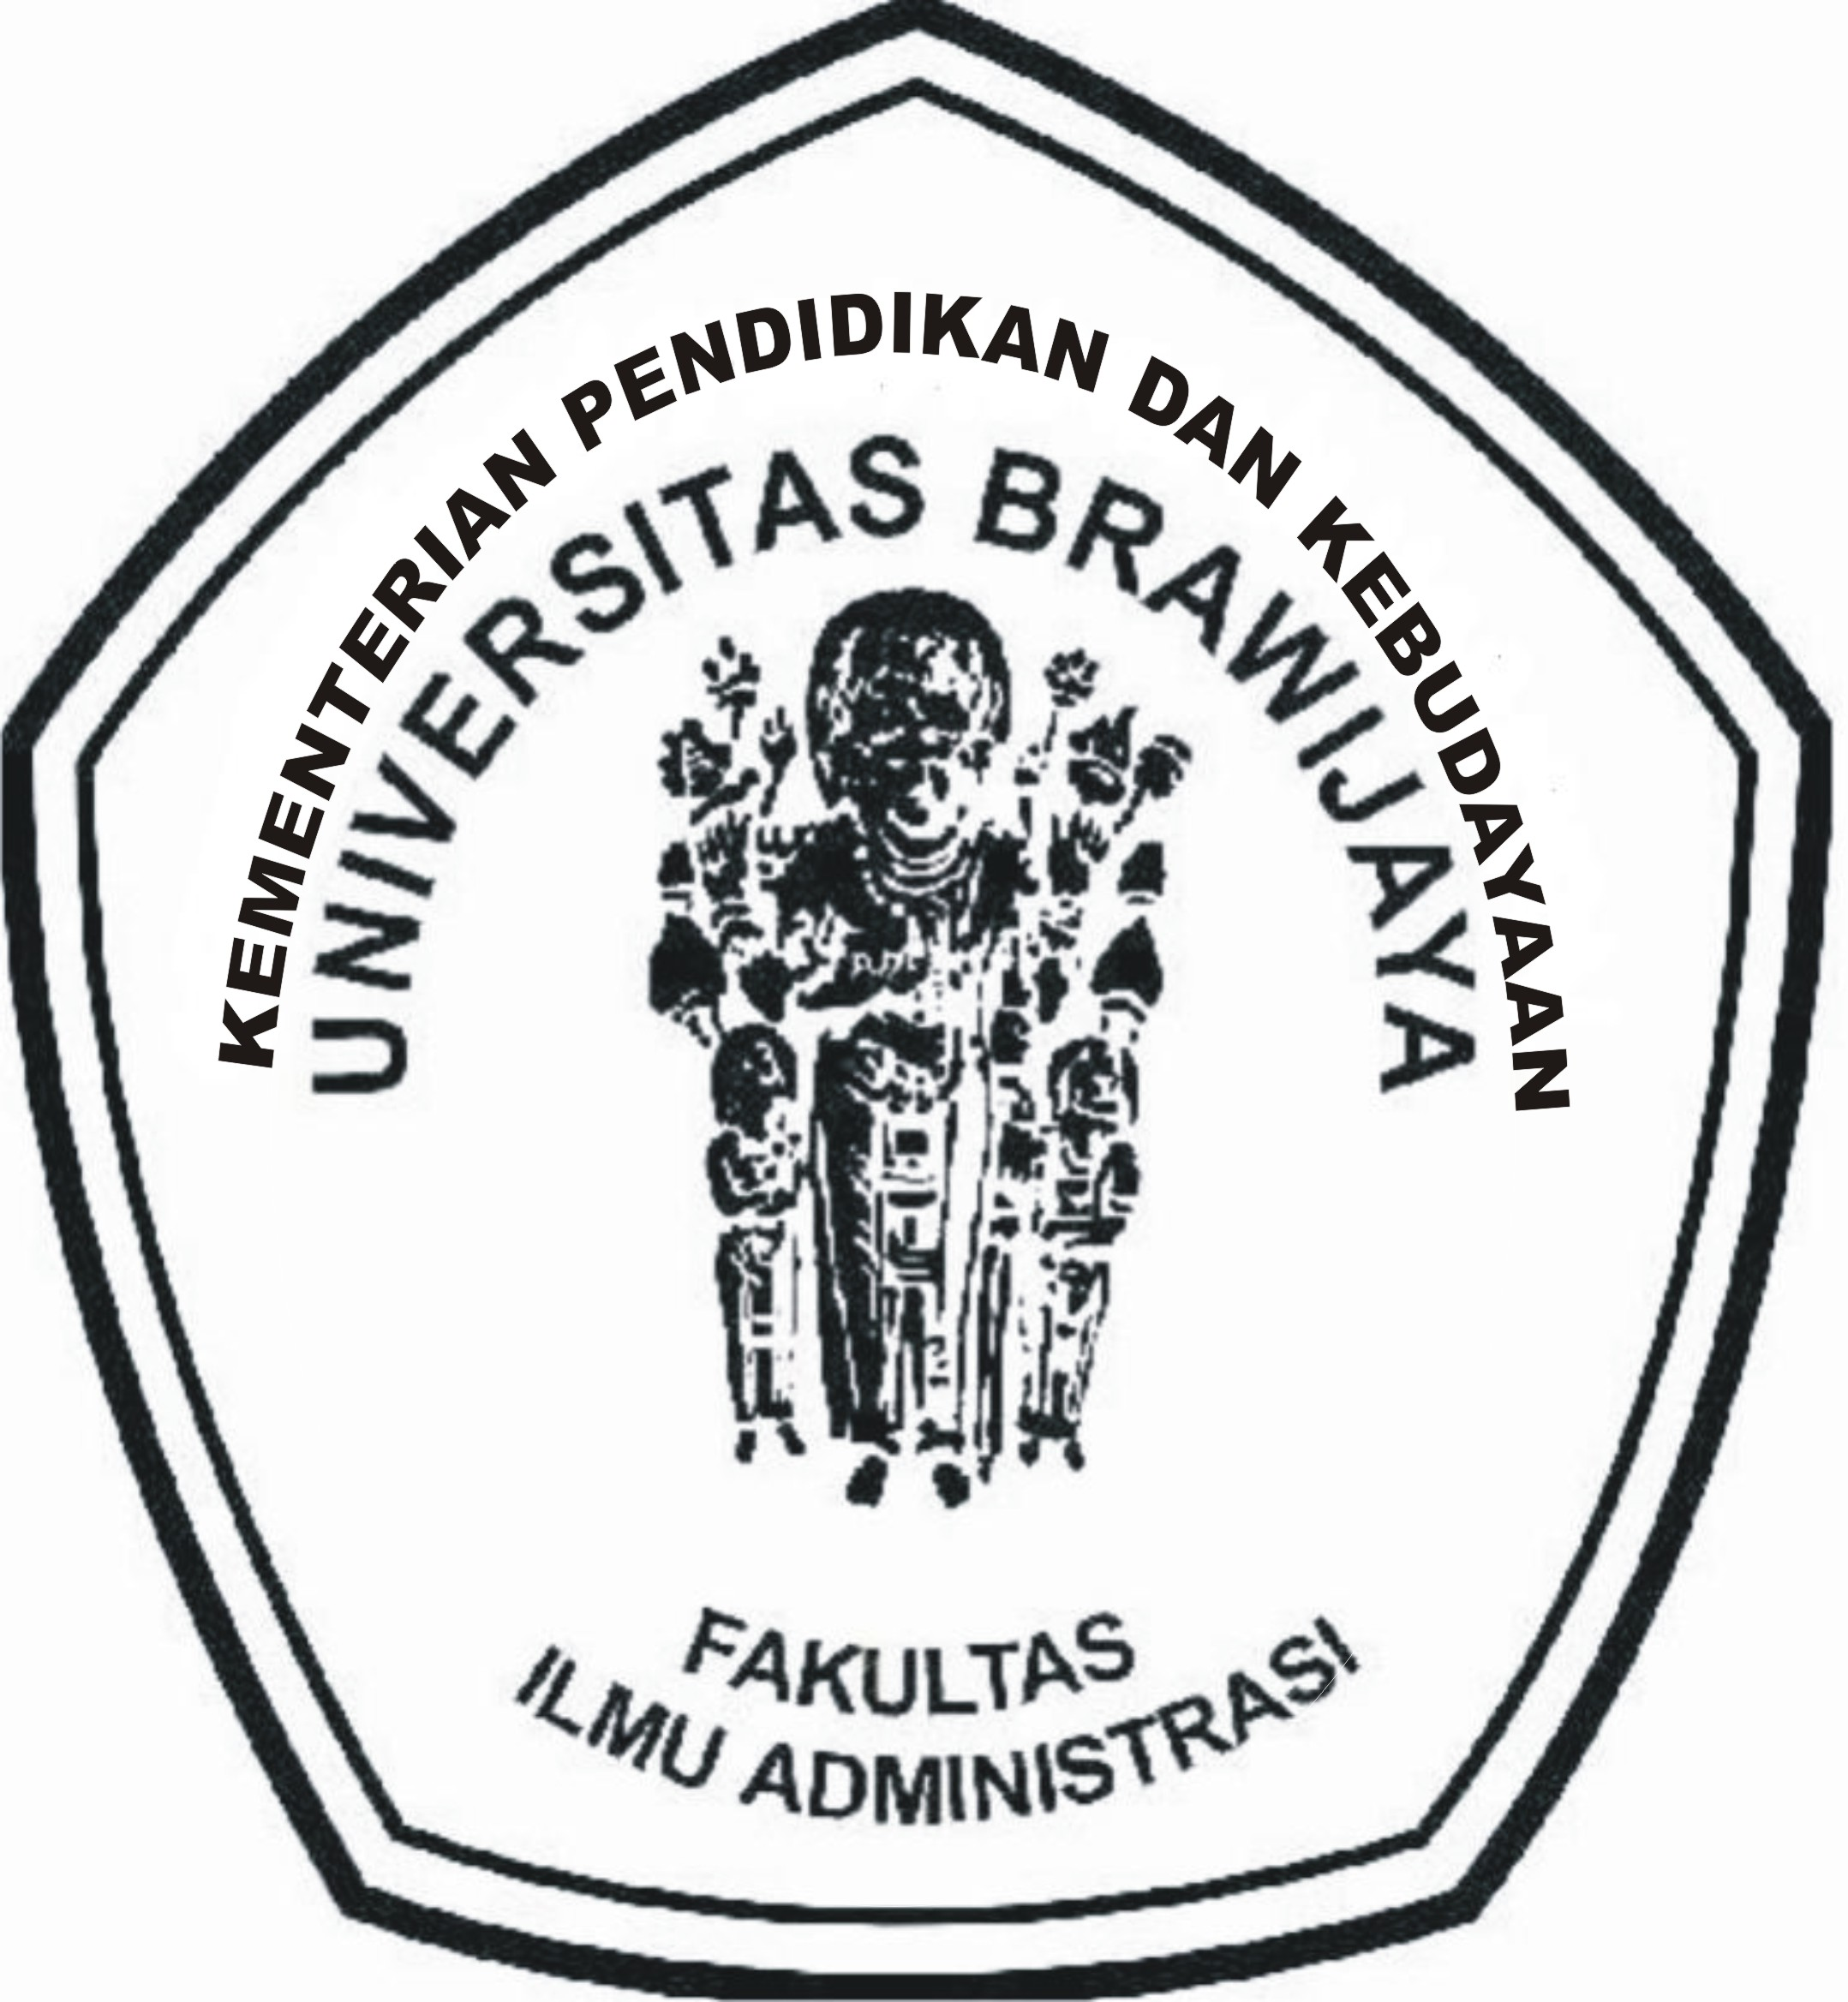 KEMENTERIAN PENDIDIKAN DAN KEBUDAYAAN
UNIVERSITAS BRAWIJAYA
FAKULTAS
ILMU ADMINISTRASI